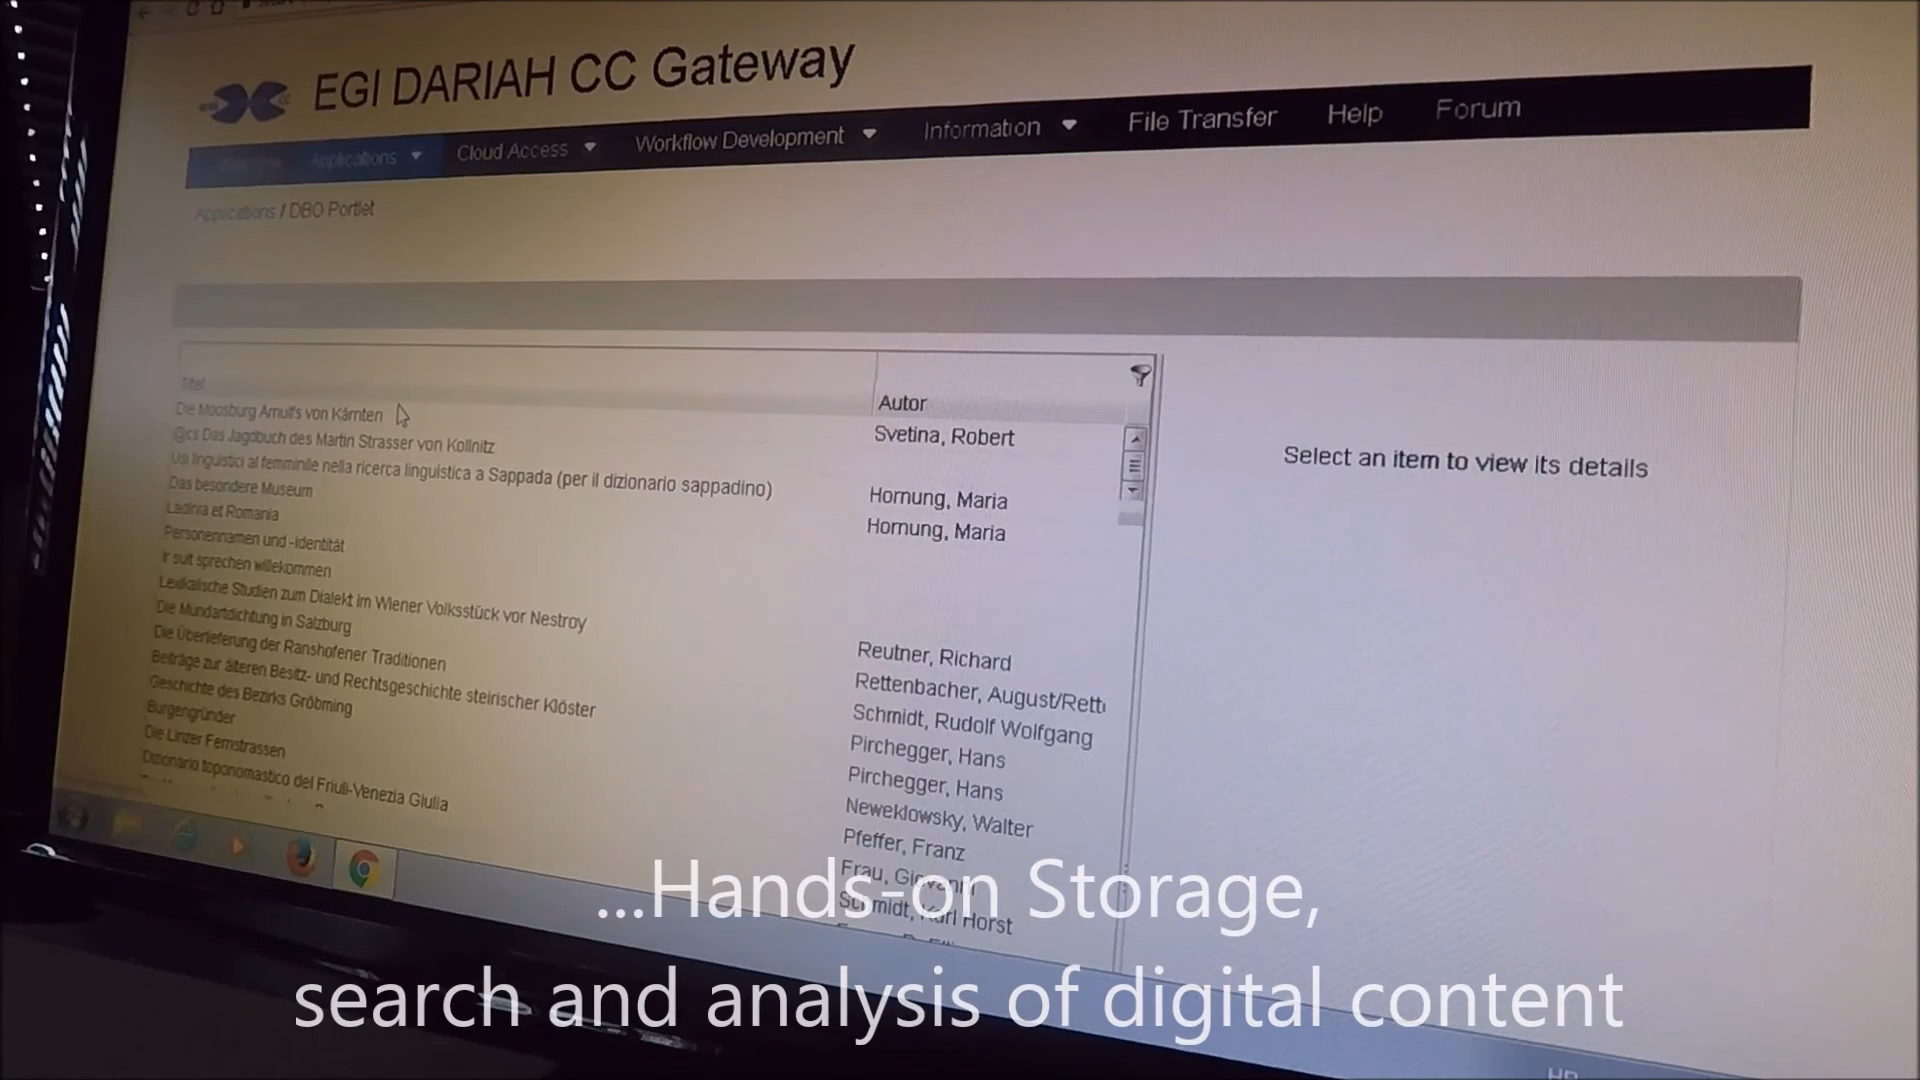 EGI DARIAH CC Gateway
Applications Cloud Access Workflow Development Information File Transfer Help Forum
Applications / DBO Portlet
Titel
Autor
Die Moosburg Arnulfs von Kärnten
Svetina, Robert
@cs Das Jagdbuch des Martin Strasser von Kollnitz
Usi linguistici al femminile nella ricerca linguistica a Sappada (per il dizionario sappadino)
Hornung, Maria
Das besondere Museum
Hornung, Maria
Ladinia et Romania
Personennamen und -identität
Ir sult sprechen willekommen
Lexikalische Studien zum Dialekt im Wiener Volksstück vor Nestroy
Reutner, Richard
Die Mundartdichtung in Salzburg
Rettenbacher, August/Rett
Die Überlieferung der Ranshofener Traditionen
Schmidt, Rudolf Wolfgang
Beiträge zur älteren Besitz- und Rechtsgeschichte steirischer Klöster
Pirchegger, Hans
Geschichte des Bezirks Gröbming
Pirchegger, Hans
Burgengründer
Neweklowsky, Walter
Die Linzer Fernstrassen
Pfeffer, Franz
Dizionario toponomastico del Friuli-Venezia Giulia
Frau, Giovanni
Schmidt, Karl Horst
Select an item to view its details
...Hands-on Storage,
search and analysis of digital content